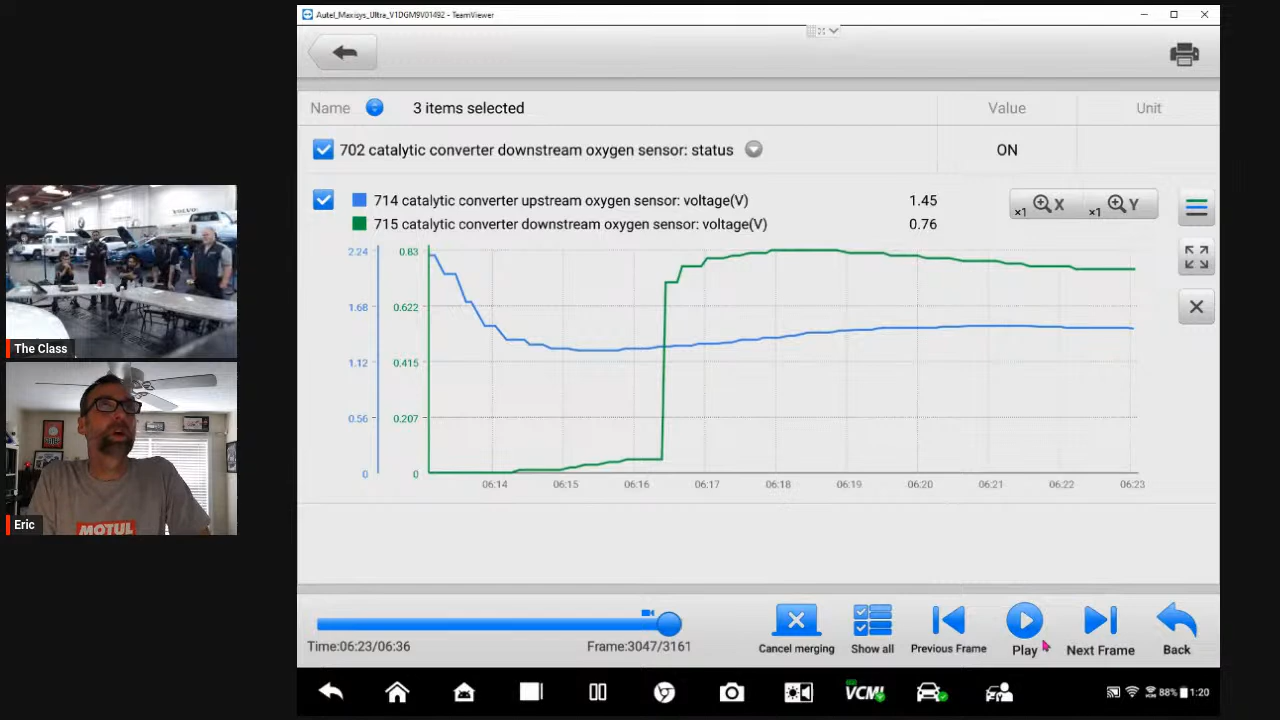 Autel_Maxisys_Ultra_V1DGM9V01492 - TeamViewer
Name 3 items selected Value Unit
702 catalytic converter downstream oxygen sensor: status ON
714 catalytic converter upstream oxygen sensor: voltage(V) 1.45
715 catalytic converter downstream oxygen sensor: voltage(V) 0.76
x1 X x1 Y
2.24 0.83
1.68 0.622
1.12 0.415
0.56 0.207
0 0
06:14 06:15 06:16 06:17 06:18 06:19 06:20 06:21 06:22 06:23
VOLVO
The Class
MOTUL
Eric
Time:06:23/06:36 Frame:3047/3161
Cancel merging Show all Previous Frame Play Next Frame Back
VCMI 88% 1:20